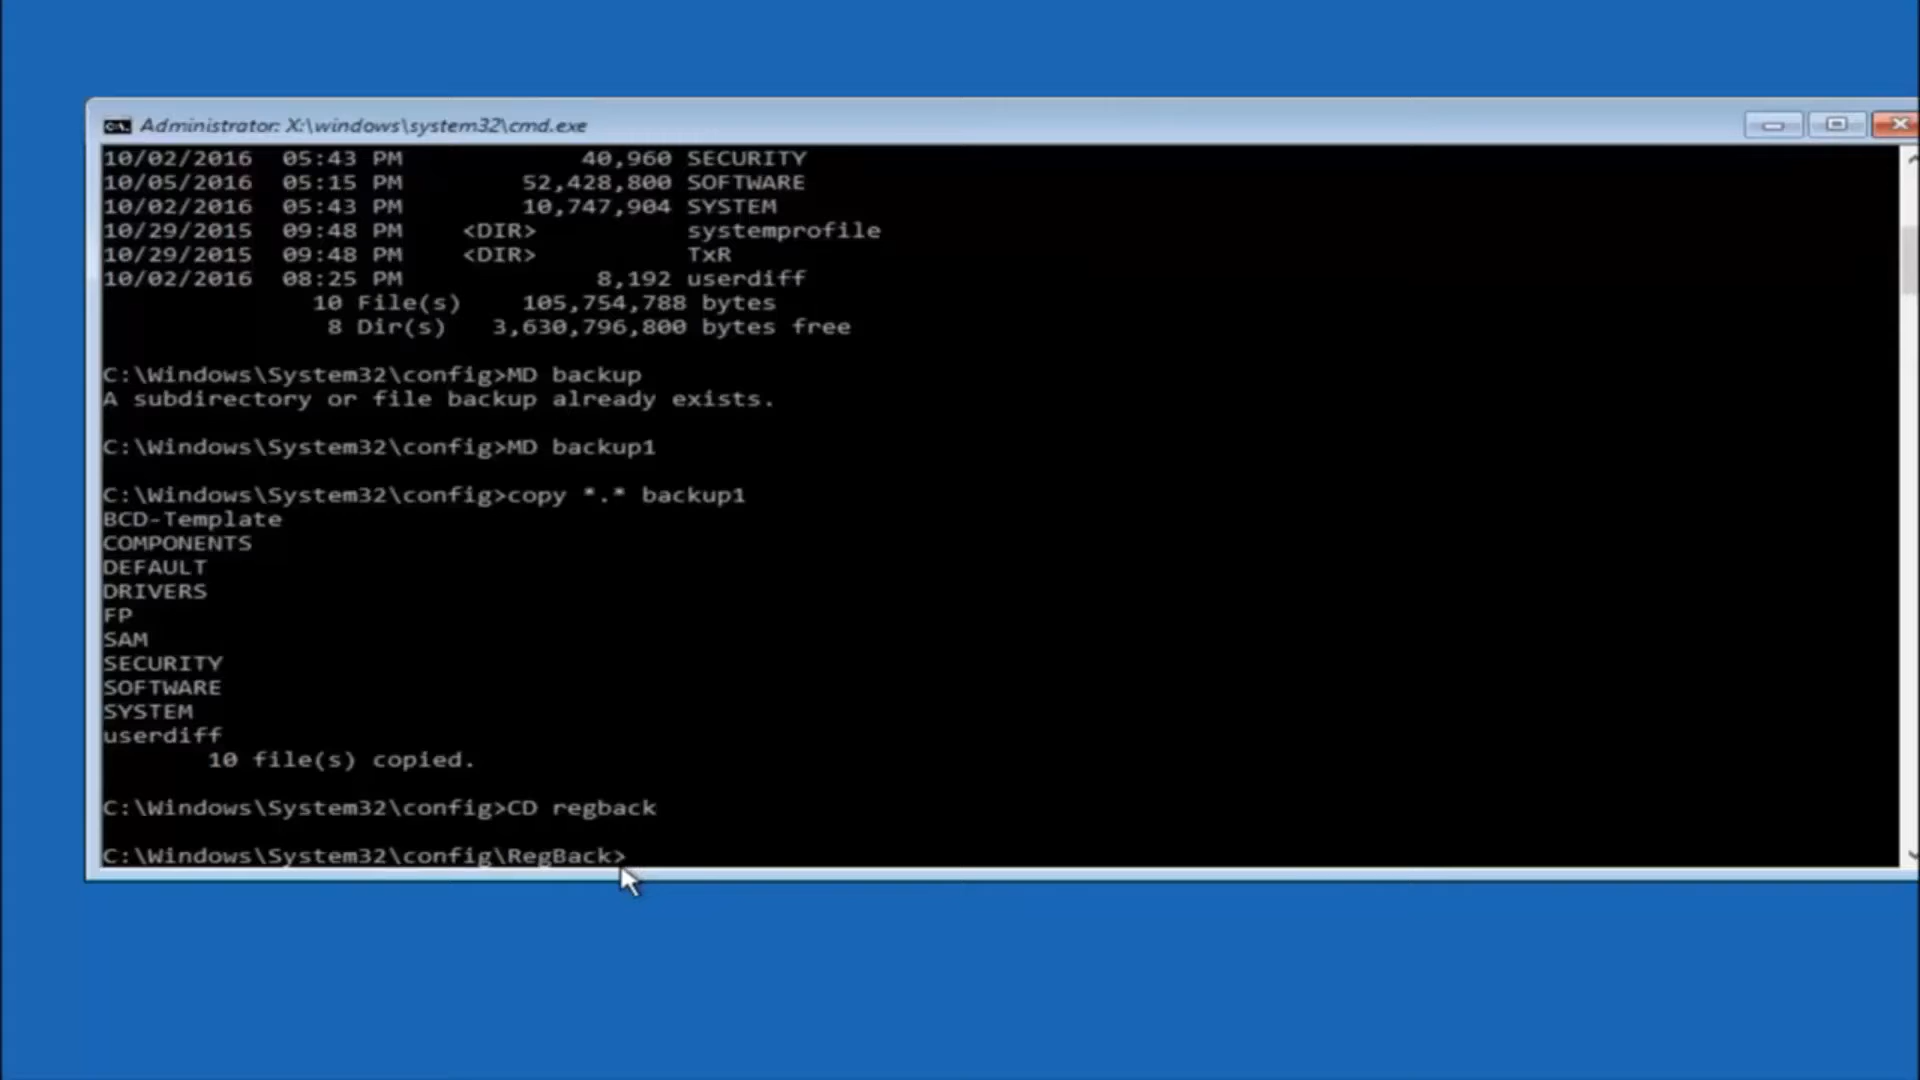 Administrator: X:\windows\system32\cmd.exe
10/02/2016  05:43 PM            40,960 SECURITY
10/05/2016  05:15 PM        52,428,800 SOFTWARE
10/02/2016  05:43 PM        10,747,904 SYSTEM
10/29/2015  09:48 PM    <DIR>          systemprofile
10/29/2015  09:48 PM    <DIR>          TxR
10/02/2016  08:25 PM             8,192 userdiff
              10 File(s)    105,754,788 bytes
               8 Dir(s)   3,630,796,800 bytes free
C:\Windows\System32\config>MD backup
A subdirectory or file backup already exists.
C:\Windows\System32\config>MD backup1
C:\Windows\System32\config>copy *.* backup1
BCD-Template
COMPONENTS
DEFAULT
DRIVERS
FP
SAM
SECURITY
SOFTWARE
SYSTEM
userdiff
       10 file(s) copied.
C:\Windows\System32\config>CD regback
C:\Windows\System32\config\RegBack>